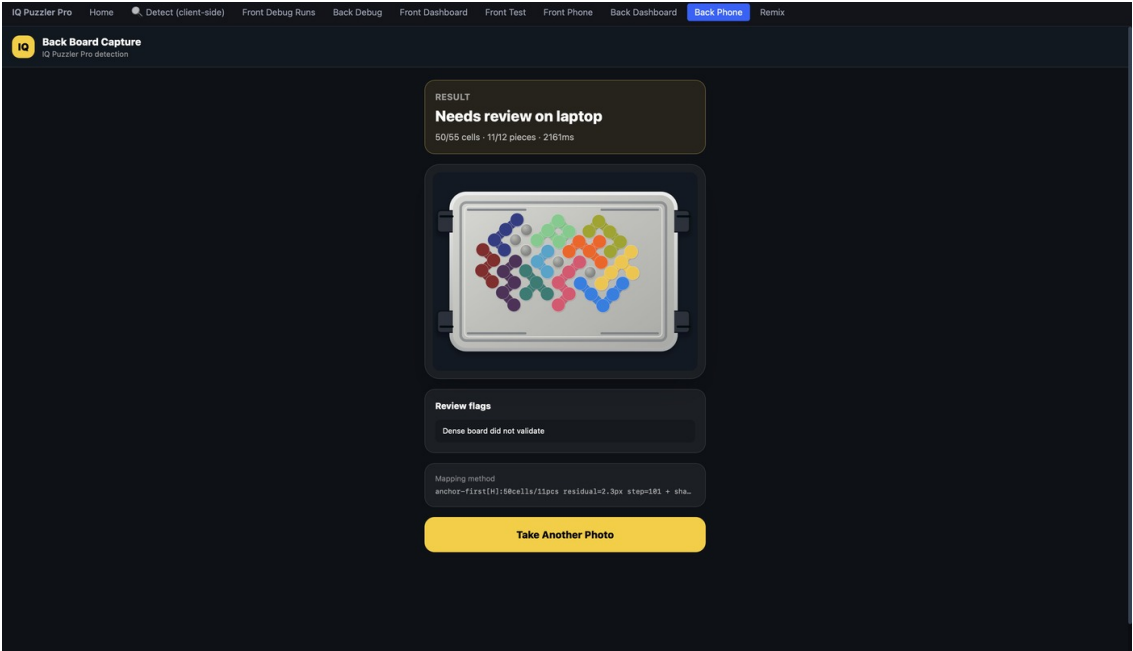 IQ Puzzler Pro Home Detect (client-side) Front Debug Runs Back Debug Front Dashboard Front Test Front Phone Back Dashboard Back Phone Remix
IQ
Back Board Capture
IQ Puzzler Pro detection
RESULT
Needs review on laptop
50/55 cells · 11/12 pieces · 2161ms
Review flags
Dense board did not validate
Mapping method
anchor-first[H]:50cells/11pcs residual=2.3px step=101 + sha…
Take Another Photo